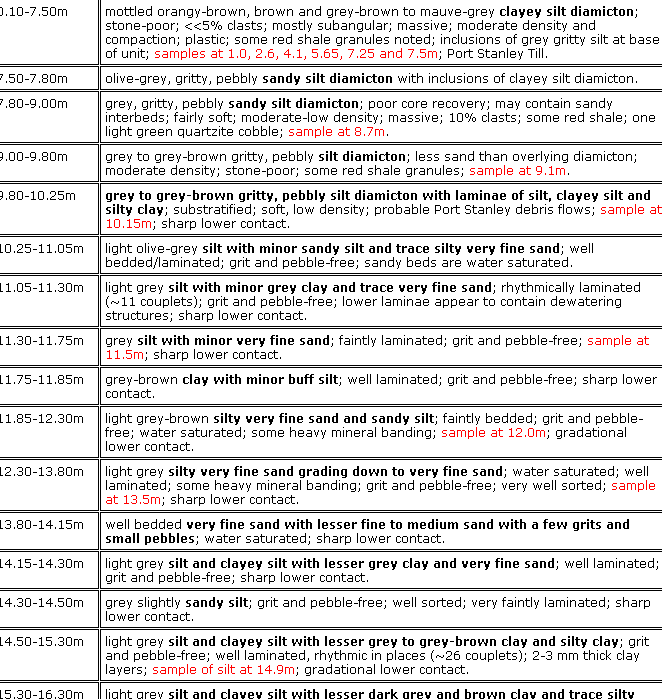 0.10-7.50m mottled orangy-brown, brown and grey-brown to mauve-grey clayey silt diamicton;
stone-poor; <<5% clasts; mostly subangular; massive; moderate density and
compaction; plastic; some red shale granules noted; inclusions of grey gritty silt at base
of unit; samples at 1.0, 2.6, 4.1, 5.65, 7.25 and 7.5m; Port Stanley Till.
7.50-7.80m olive-grey, gritty, pebbly sandy silt diamicton with inclusions of clayey silt diamicton.
7.80-9.00m grey, gritty, pebbly sandy silt diamicton; poor core recovery; may contain sandy
interbeds; fairly soft; moderate-low density; massive; 10% clasts; some red shale; one
light green quartzite cobble; sample at 8.7m.
9.00-9.80m grey to grey-brown gritty, pebbly silt diamicton; less sand than overlying diamicton;
moderate density; stone-poor; some red shale granules; sample at 9.1m.
9.80-10.25m grey to grey-brown gritty, pebbly silt diamicton with laminae of silt, clayey silt and
silty clay; substratified; soft, low density; probable Port Stanley debris flows; sample at
10.15m; sharp lower contact.
10.25-11.05m light olive-grey silt with minor sandy silt and trace silty very fine sand; well
bedded/laminated; grit and pebble-free; sandy beds are water saturated.
11.05-11.30m light grey silt with minor grey clay and trace very fine sand; rhythmically laminated
(~11 couplets); grit and pebble-free; lower laminae appear to contain dewatering
structures; sharp lower contact.
11.30-11.75m grey silt with minor very fine sand; faintly laminated; grit and pebble-free; sample at
11.5m; sharp lower contact.
11.75-11.85m grey-brown clay with minor buff silt; well laminated; grit and pebble-free; sharp lower
contact.
11.85-12.30m light grey-brown silty very fine sand and sandy silt; faintly bedded; grit and pebble-
free; water saturated; some heavy mineral banding; sample at 12.0m; gradational
lower contact.
12.30-13.80m light grey silty very fine sand grading down to very fine sand; water saturated; well
laminated; some heavy mineral banding; grit and pebble-free; very well sorted; sample
at 13.5m; sharp lower contact.
13.80-14.15m well bedded very fine sand with lesser fine to medium sand with a few grits and
small pebbles; water saturated; sharp lower contact.
14.15-14.30m light grey silt and clayey silt with lesser grey clay and very fine sand; well laminated;
grit and pebble-free; sharp lower contact.
14.30-14.50m grey slightly sandy silt; grit and pebble-free; well sorted; very faintly laminated; sharp
lower contact.
14.50-15.30m light grey silt and clayey silt with lesser grey to grey-brown clay and silty clay; grit
and pebble-free; well laminated, rhythmic in places (~26 couplets); 2-3 mm thick clay
layers; sample of silt at 14.9m; gradational lower contact.
15.30-16.30m light grey silt and clayey silt with lesser dark grey and brown clay and trace silty